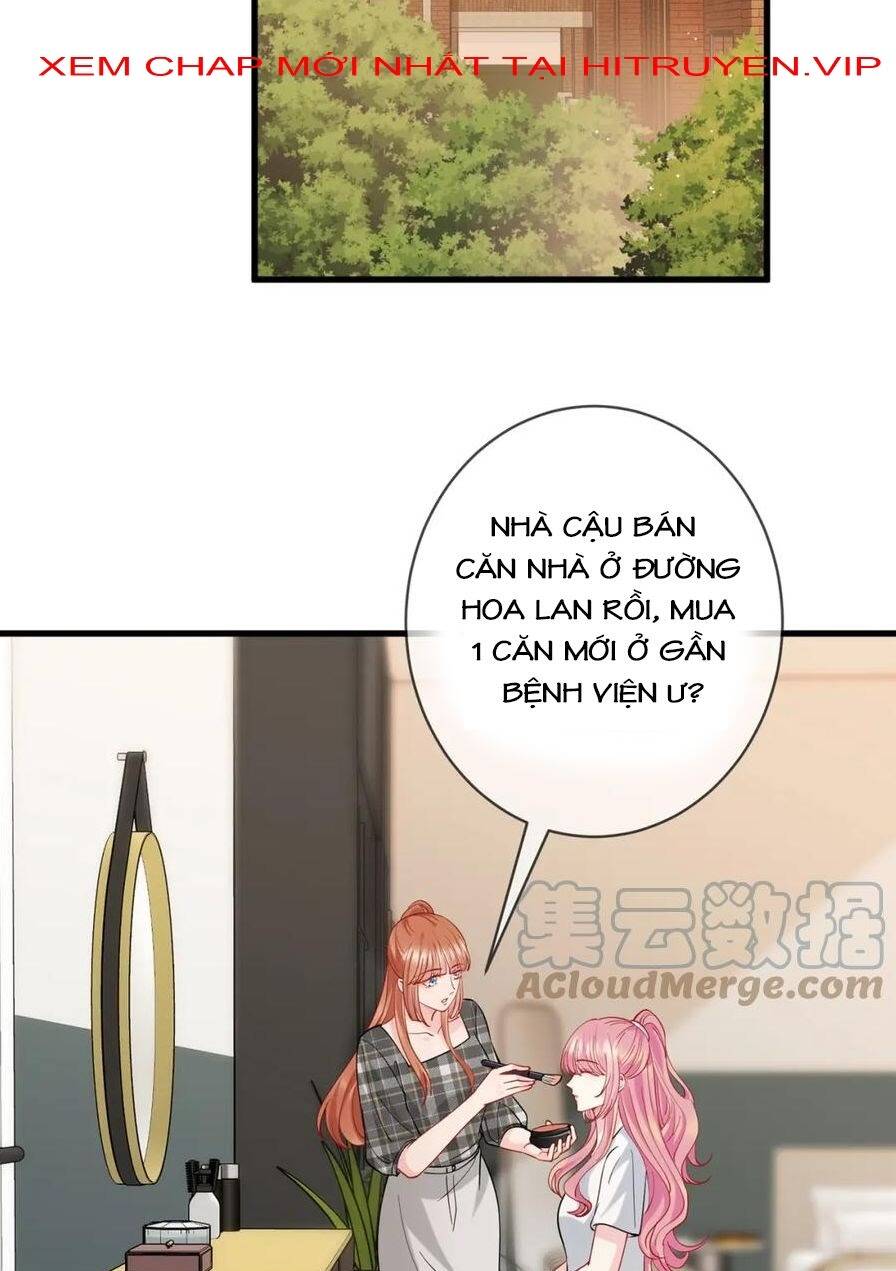 XEM CHAP MỚI NHẤT TẠI HITRUYEN.VIP
NHÀ CẬU BÁN
CĂN NHÀ Ở ĐƯỜNG
HOA LAN RỒI, MUA
1 CĂN MỚI Ở GẦN
BỆNH VIỆN Ư?
集云数据
ACloudMerge.com